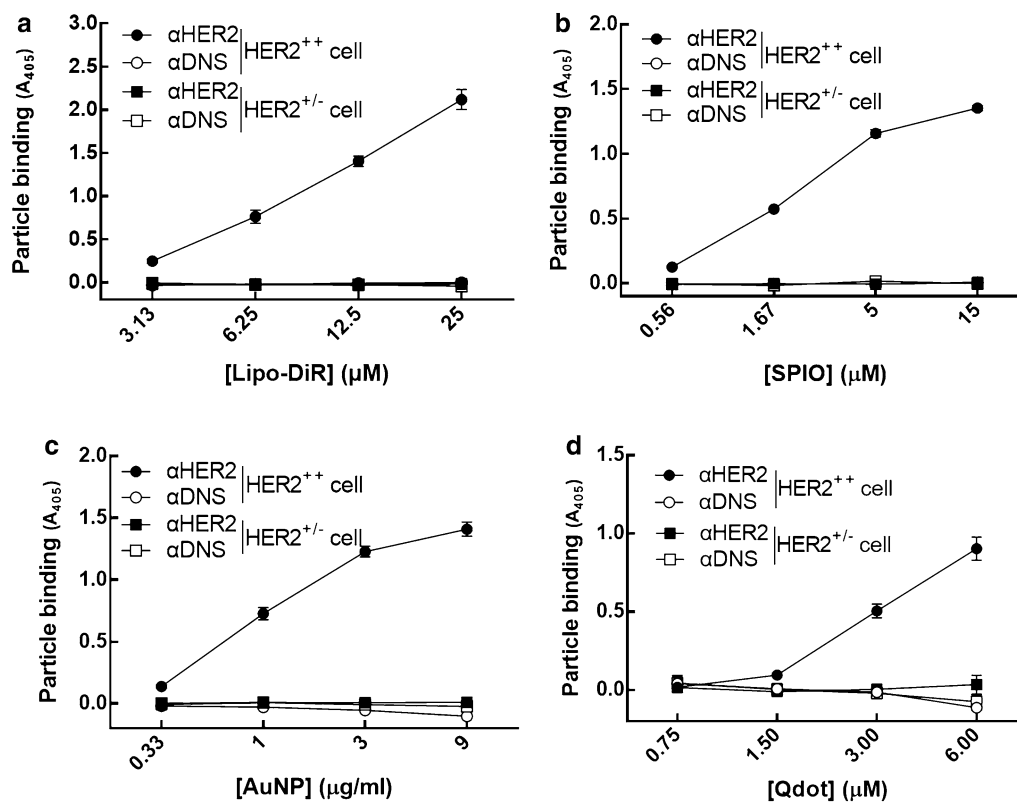 a
3.0
2.5
2.0
1.5
1.0
0.5
0.0
Particle binding (A₄₀₅)
αHER2
αDNS
HER2⁺⁺ cell
αHER2
αDNS
HER2⁺/⁻ cell
3.13
6.25
12.5
25
[Lipo-DiR] (µM)
b
2.0
1.5
1.0
0.5
0.0
Particle binding (A₄₀₅)
αHER2
αDNS
HER2⁺⁺ cell
αHER2
αDNS
HER2⁺/⁻ cell
0.56
1.67
5
15
[SPIO] (µM)
c
2.0
1.5
1.0
0.5
0.0
Particle binding (A₄₀₅)
αHER2
αDNS
HER2⁺⁺ cell
αHER2
αDNS
HER2⁺/⁻ cell
0.33
1
3
9
[AuNP] (µg/ml)
d
1.5
1.0
0.5
0.0
Particle binding (A₄₀₅)
αHER2
αDNS
HER2⁺⁺ cell
αHER2
αDNS
HER2⁺/⁻ cell
0.75
1.50
3.00
6.00
[Qdot] (µM)